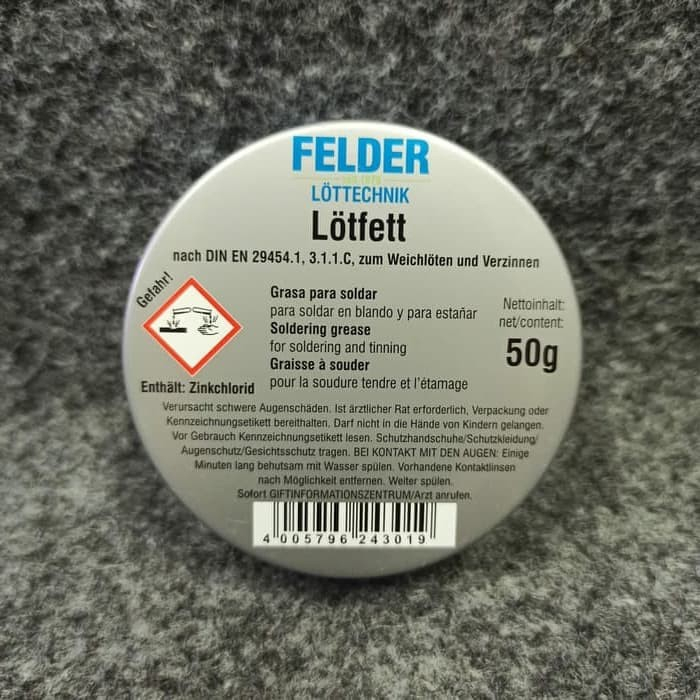 FELDER
LÖTTECHNIK
Lötfett
nach DIN EN 29454.1, 3.1.1.C, zum Weichlöten und Verzinnen
Gefahr!
Grasa para soldar
para soldar en blando y para estañar
Soldering grease
for soldering and tinning
Graisse à souder
pour la soudure tendre et l'étamage
Nettoinhalt:
net/content:
50g
Enthält: Zinkchlorid
Verursacht schwere Augenschäden. Ist ärztlicher Rat erforderlich, Verpackung oder
Kennzeichnungsetikett bereithalten. Darf nicht in die Hände von Kindern gelangen.
Vor Gebrauch Kennzeichnungsetikett lesen. Schutzhandschuhe/Schutzkleidung/
Augenschutz/Gesichtsschutz tragen. BEI KONTAKT MIT DEN AUGEN: Einige
Minuten lang behutsam mit Wasser spülen. Vorhandene Kontaktlinsen
nach Möglichkeit entfernen. Weiter spülen.
Sofort GIFTINFORMATIONSZENTRUM/Arzt anrufen.
4 005796 243019